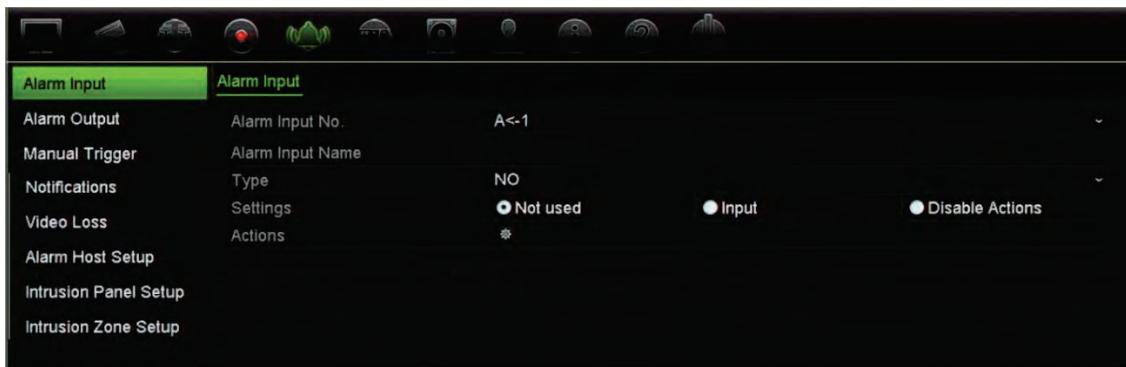 Alarm Input
Alarm Output
Manual Trigger
Notifications
Video Loss
Alarm Host Setup
Intrusion Panel Setup
Intrusion Zone Setup
Alarm Input
Alarm Input No. A<-1
Alarm Input Name
Type NO
Settings Not used Input Disable Actions
Actions